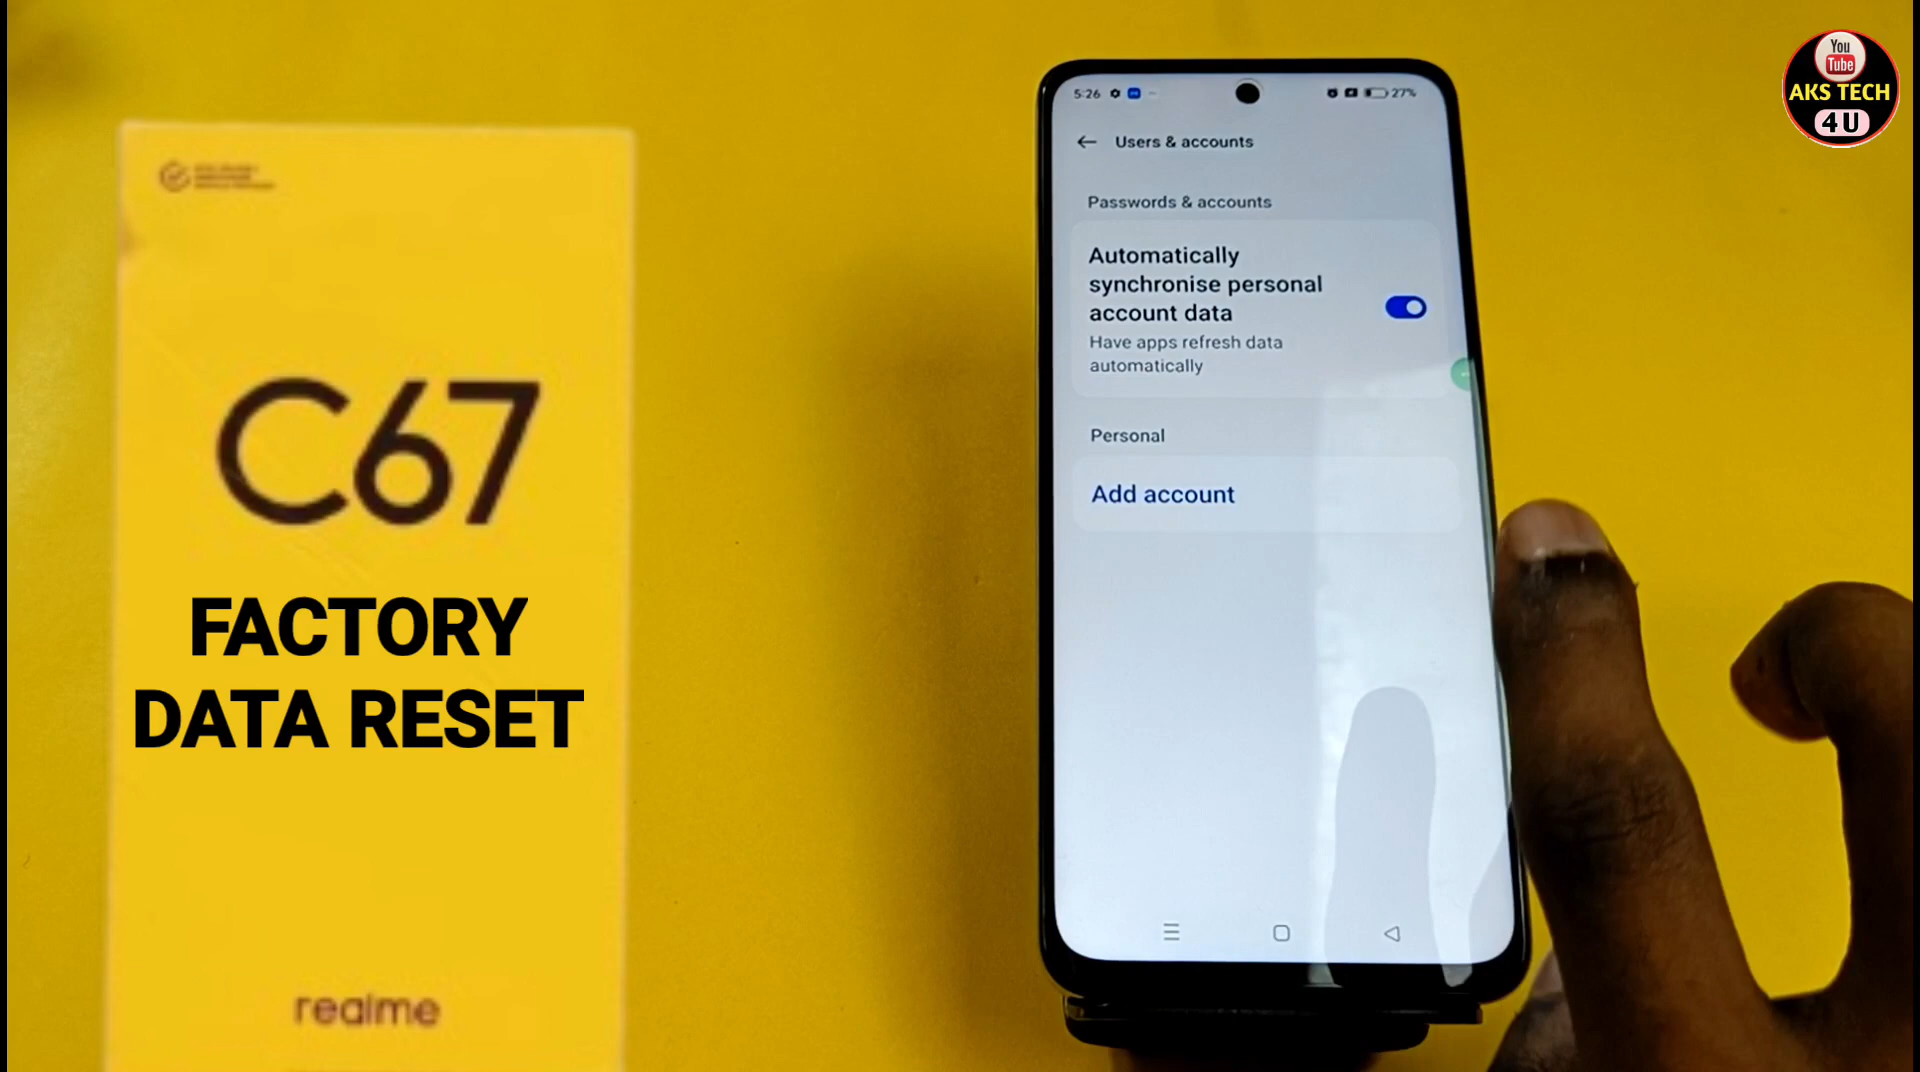 C67
FACTORY
DATA RESET
realme
5:26
27%
Users & accounts
Passwords & accounts
Automatically
synchronise personal
account data
Have apps refresh data
automatically
Personal
Add account
You
Tube
AKS TECH
4U